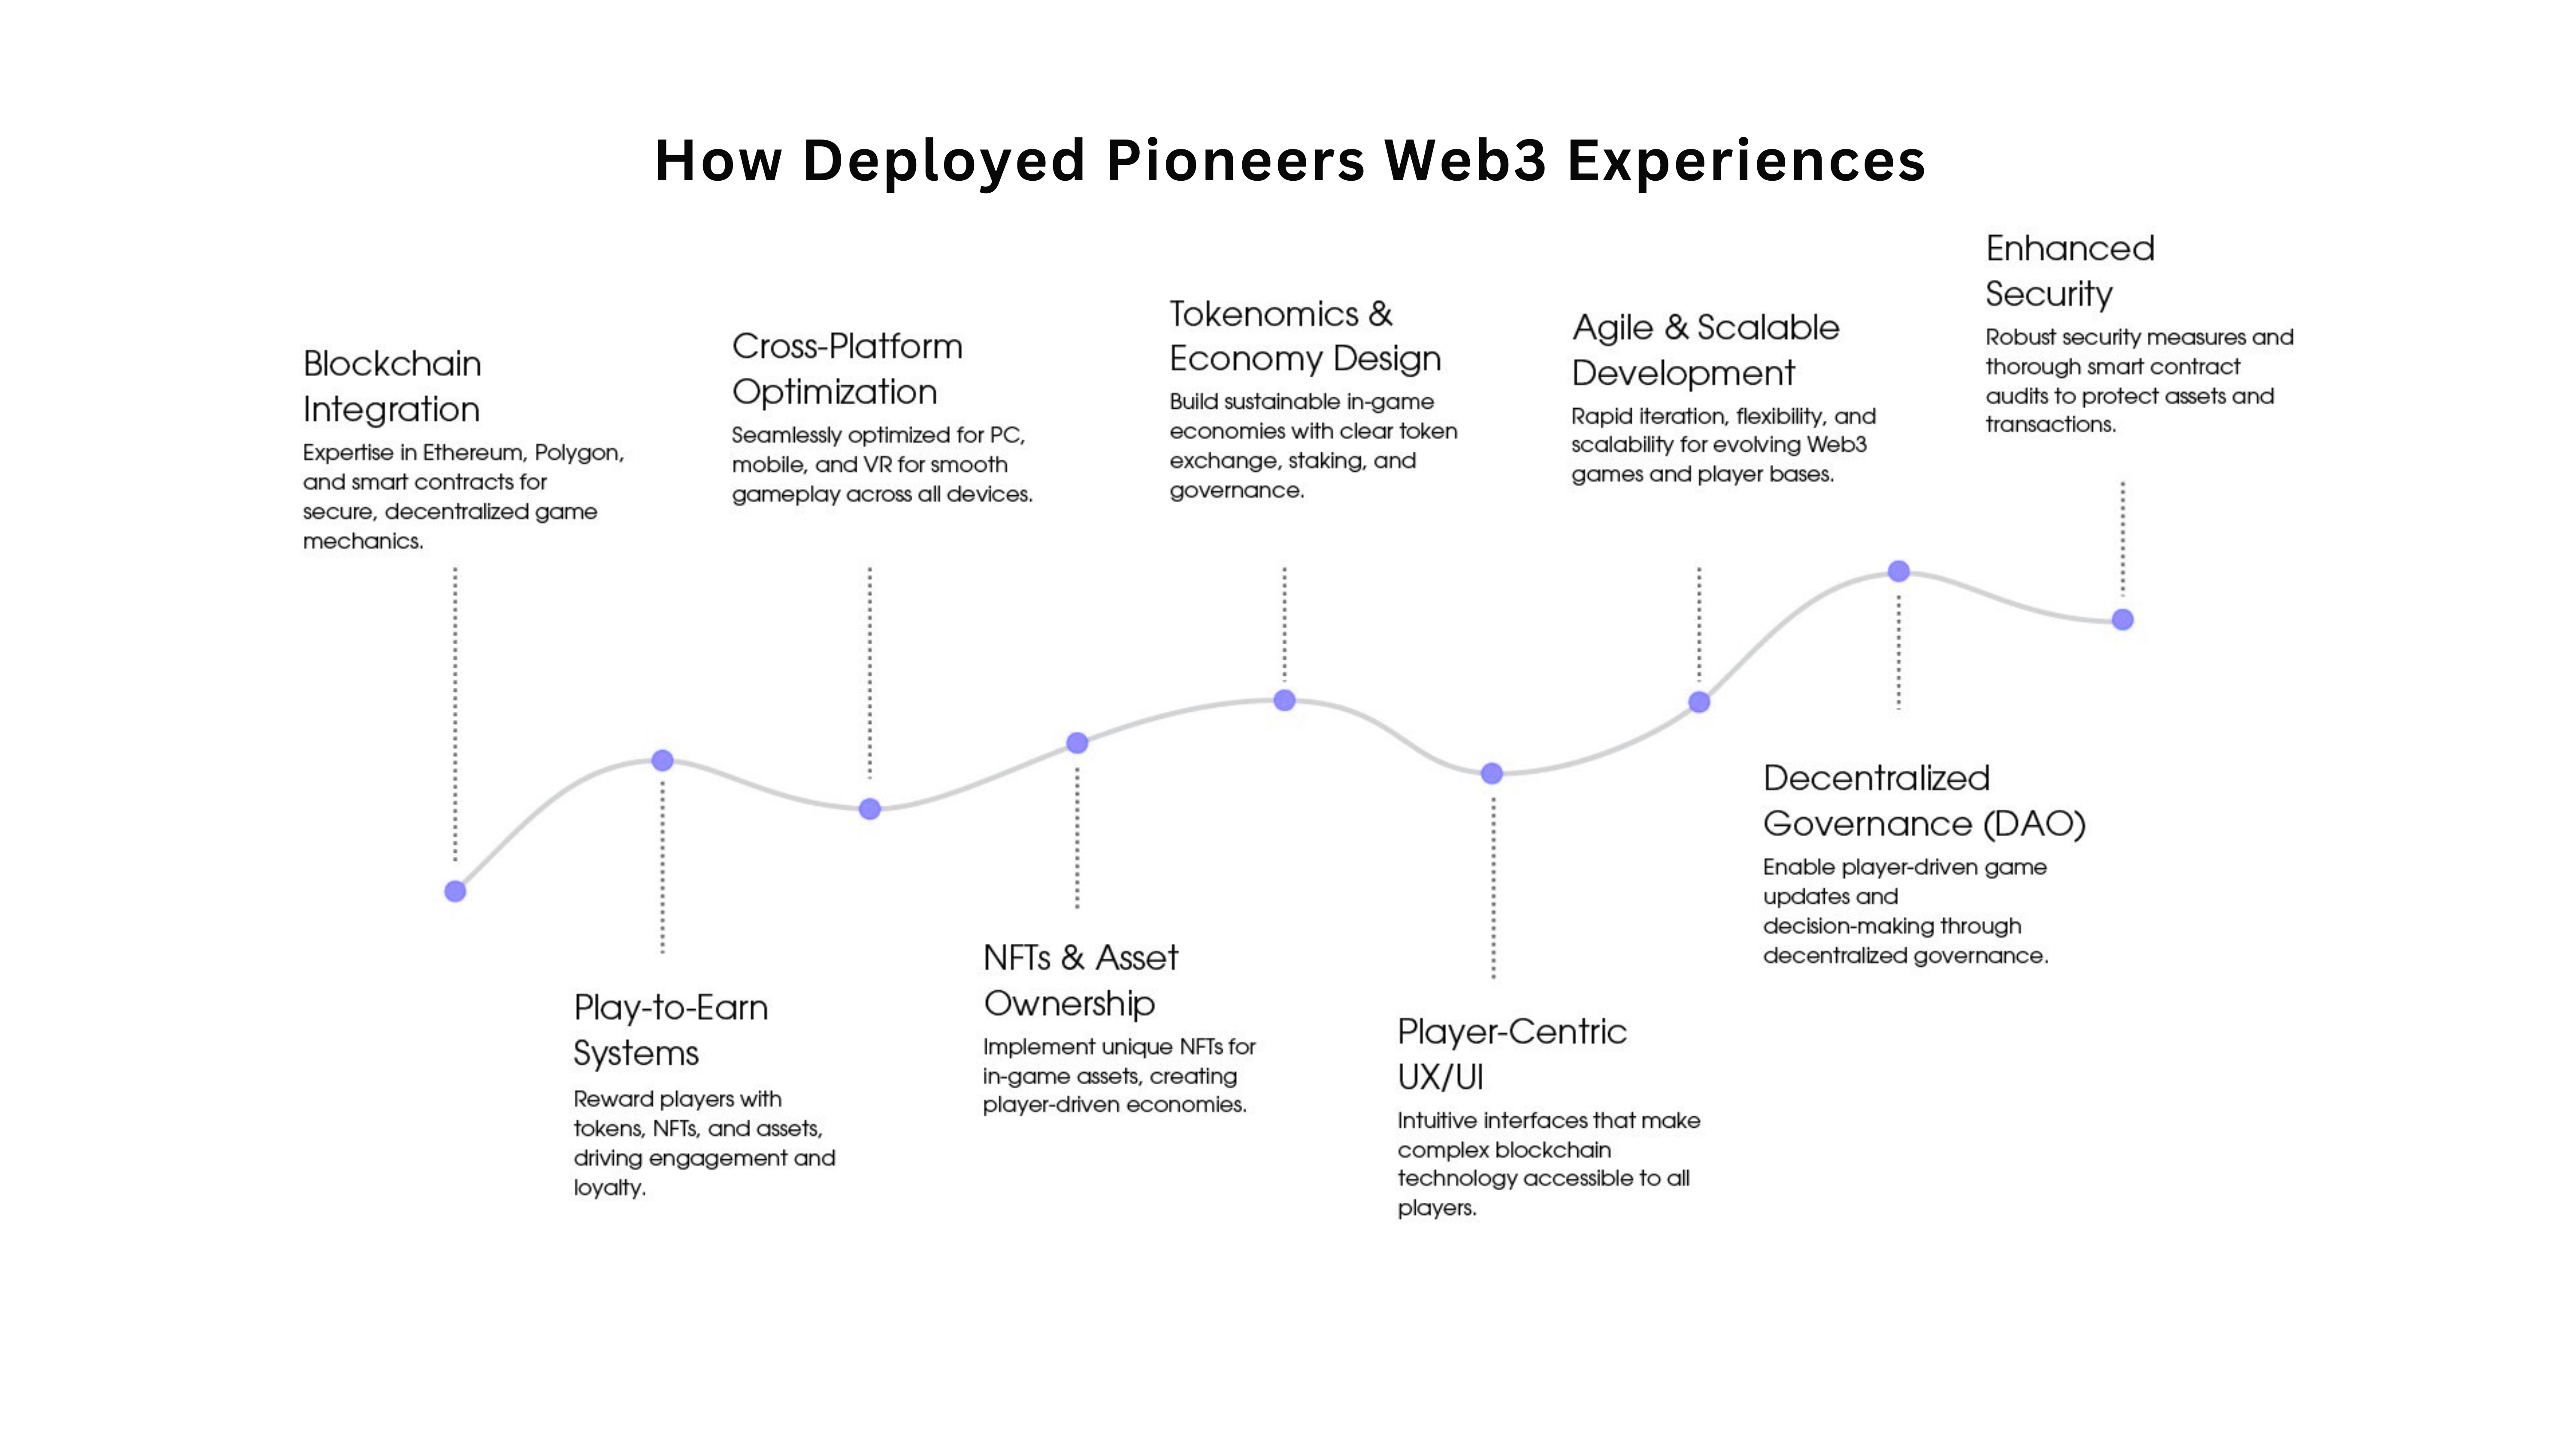 How Deployed Pioneers Web3 Experiences
Blockchain
Integration
Expertise in Ethereum, Polygon,
and smart contracts for
secure, decentralized game
mechanics.
Play-to-Earn
Systems
Reward players with
tokens, NFTs, and assets,
driving engagement and
loyalty.
Cross-Platform
Optimization
Seamlessly optimized for PC,
mobile, and VR for smooth
gameplay across all devices.
NFTs & Asset
Ownership
Implement unique NFTs for
in-game assets, creating
player-driven economies.
Tokenomics &
Economy Design
Build sustainable in-game
economies with clear token
exchange, staking, and
governance.
Player-Centric
UX/UI
Intuitive interfaces that make
complex blockchain
technology accessible to all
players.
Agile & Scalable
Development
Rapid iteration, flexibility, and
scalability for evolving Web3
games and player bases.
Decentralized
Governance (DAO)
Enable player-driven game
updates and
decision-making through
decentralized governance.
Enhanced
Security
Robust security measures and
thorough smart contract
audits to protect assets and
transactions.